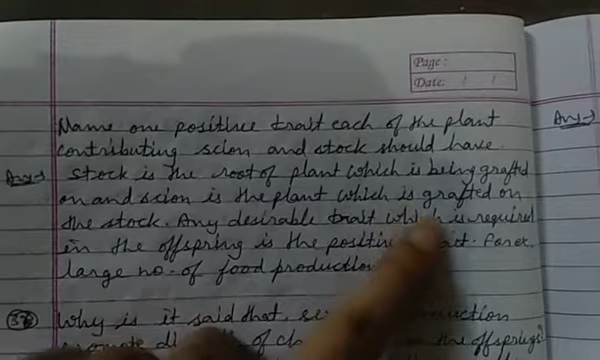 Page:
Date: / /
Name one positive trait each of the plant
contributing scion and stock should have
Ans→ Stock is the root of plant which is being grafted
on and scion is the plant which is grafted on
the stock. Any desirable trait which is required
in the offspring is the positive trait. For ex.
large no. of food production
38 Why is it said that, 
of the offsprings?
Ans→